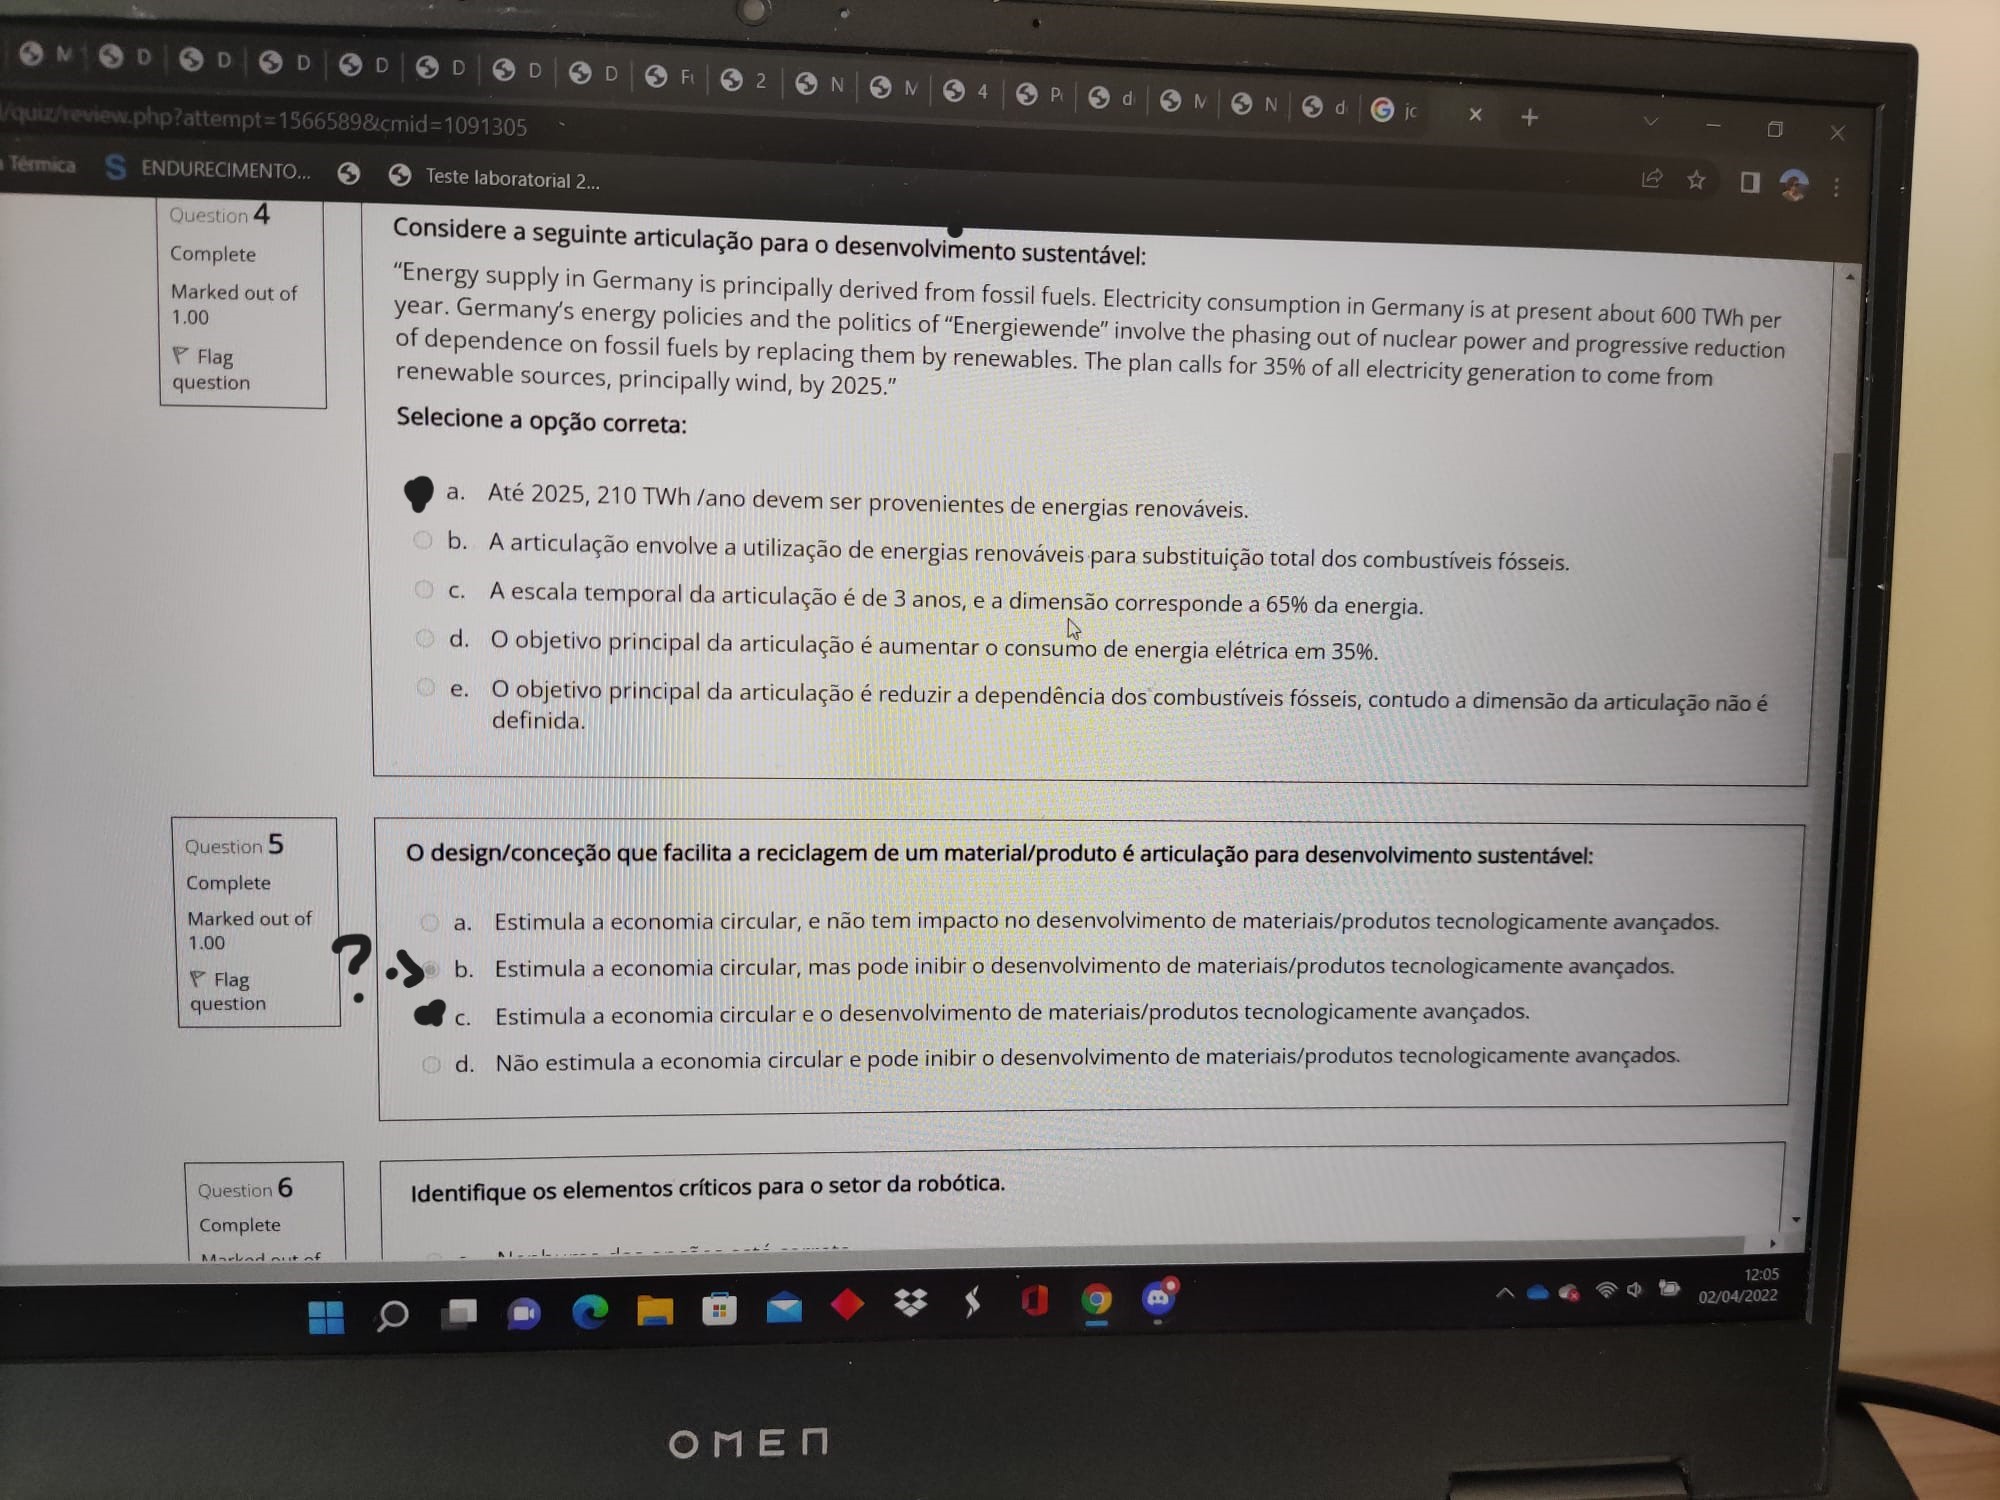 M D D D D D D D Fu 2 N M 4 P d M N d jc
/quiz/review.php?attempt=1566589&cmid=1091305
Térmica ENDURECIMENTO... Teste laboratorial 2...
Question 4
Complete
Marked out of
1.00
Flag
question
Considere a seguinte articulação para o desenvolvimento sustentável:
“Energy supply in Germany is principally derived from fossil fuels. Electricity consumption in Germany is at present about 600 TWh per
year. Germany’s energy policies and the politics of “Energiewende” involve the phasing out of nuclear power and progressive reduction
of dependence on fossil fuels by replacing them by renewables. The plan calls for 35% of all electricity generation to come from
renewable sources, principally wind, by 2025.”
Selecione a opção correta:
a. Até 2025, 210 TWh /ano devem ser provenientes de energias renováveis.
b. A articulação envolve a utilização de energias renováveis para substituição total dos combustíveis fósseis.
c. A escala temporal da articulação é de 3 anos, e a dimensão corresponde a 65% da energia.
d. O objetivo principal da articulação é aumentar o consumo de energia elétrica em 35%.
e. O objetivo principal da articulação é reduzir a dependência dos combustíveis fósseis, contudo a dimensão da articulação não é
definida.
Question 5
Complete
Marked out of
1.00
Flag
question
?
O design/conceção que facilita a reciclagem de um material/produto é articulação para desenvolvimento sustentável:
a. Estimula a economia circular, e não tem impacto no desenvolvimento de materiais/produtos tecnologicamente avançados.
b. Estimula a economia circular, mas pode inibir o desenvolvimento de materiais/produtos tecnologicamente avançados.
c. Estimula a economia circular e o desenvolvimento de materiais/produtos tecnologicamente avançados.
d. Não estimula a economia circular e pode inibir o desenvolvimento de materiais/produtos tecnologicamente avançados.
Question 6
Complete
Marked out of
Identifique os elementos críticos para o setor da robótica.
12:05
02/04/2022
OMEN